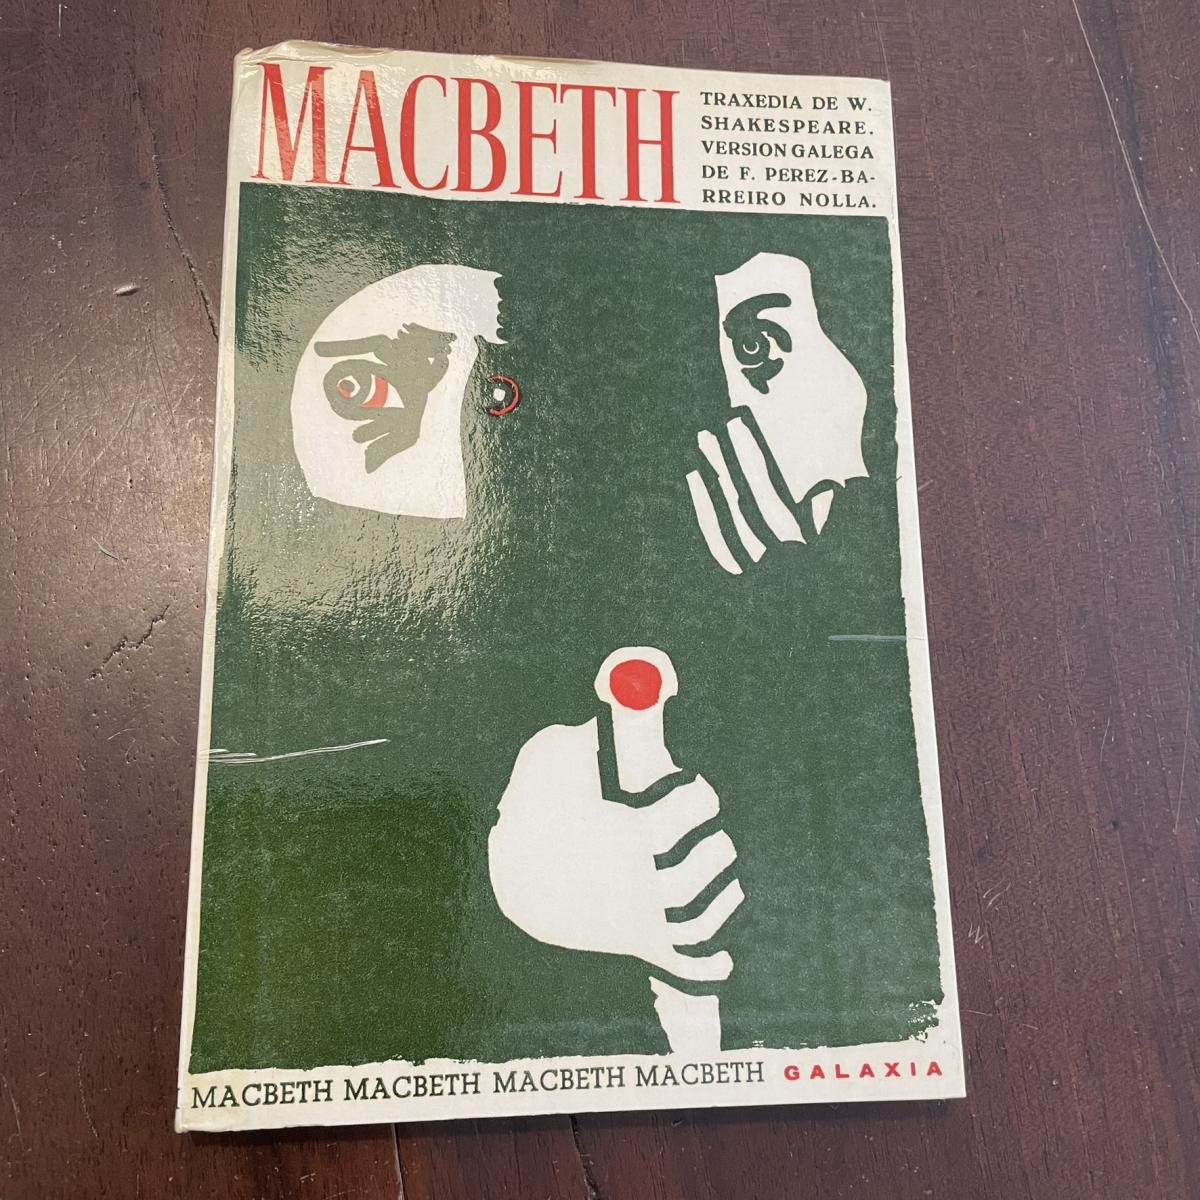 MACBETH
TRAXEDIA DE W.
SHAKESPEARE.
VERSION GALEGA
DE F. PEREZ-BA-
RREIRO NOLLA.
MACBETH MACBETH MACBETH MACBETH GALAXIA